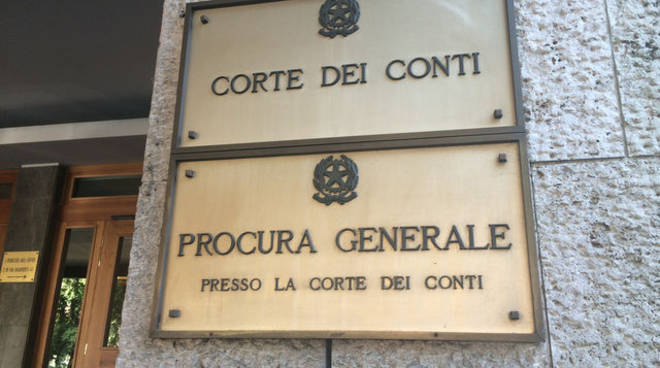 CORTE DEI CONTI
PROCURA GENERALE
PRESSO LA CORTE DEI CONTI